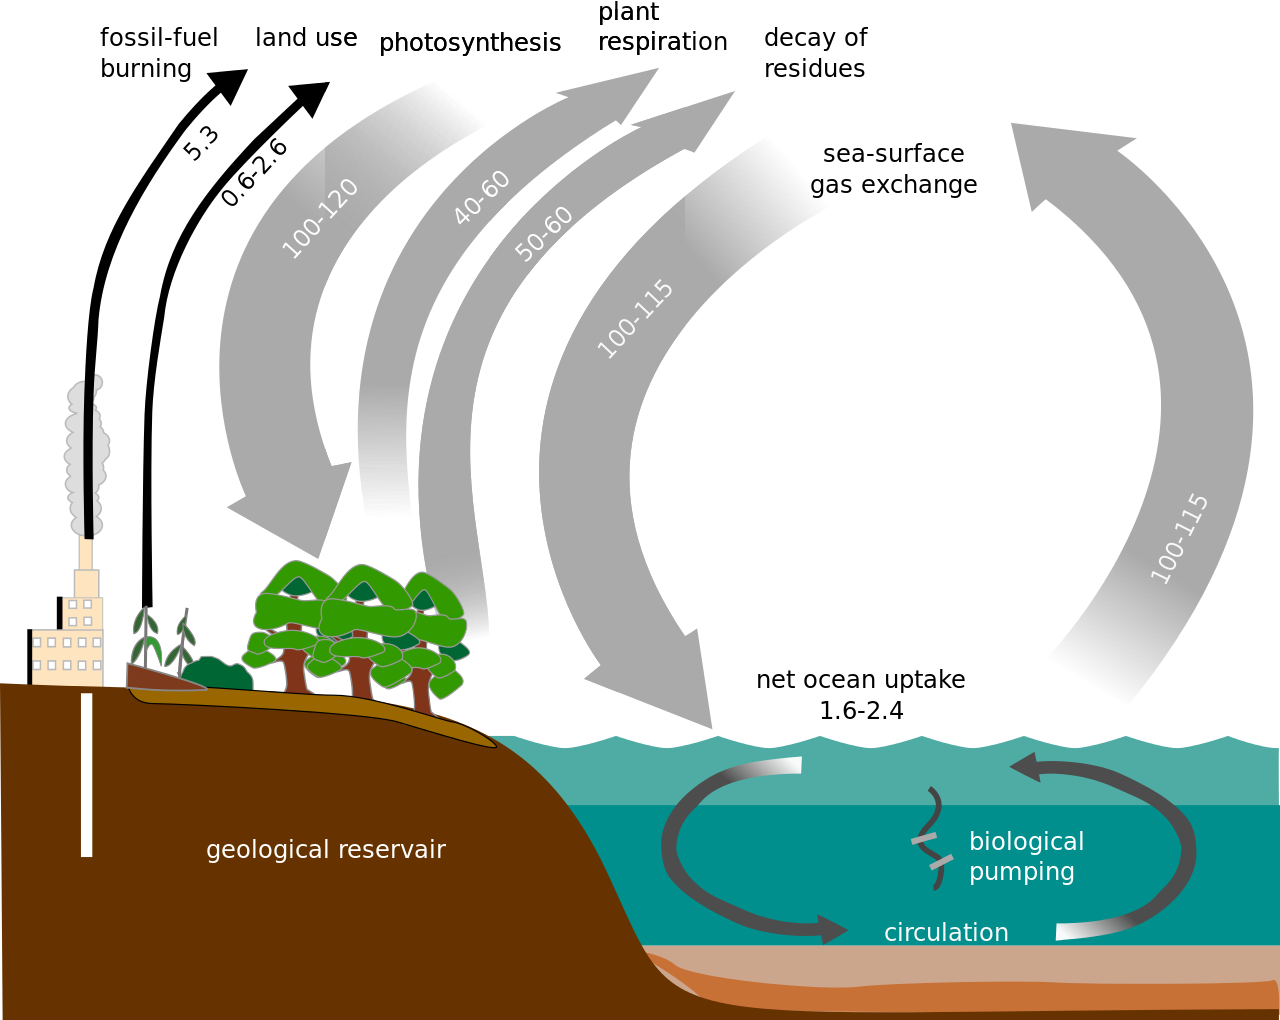 fossil-fuel
burning
land use
photosynthesis
plant
respiration
decay of
residues
sea-surface
gas exchange
5.3
0.6-2.6
100-120
40-60
50-60
100-115
100-115
net ocean uptake
1.6-2.4
geological reservair
biological
pumping
circulation